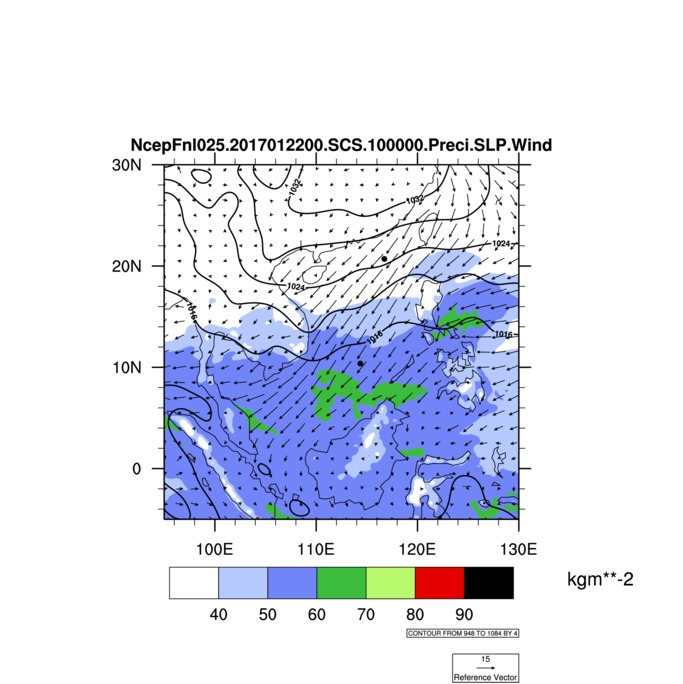 NcepFnl025.2017012200.SCS.100000.Preci.SLP.Wind
30N
1032
1032
1024
20N
1024
1016
1016
1016
10N
0
100E
110E
120E
130E
kgm**-2
40
50
60
70
80
90
CONTOUR FROM 948 TO 1084 BY 4
15
Reference Vector